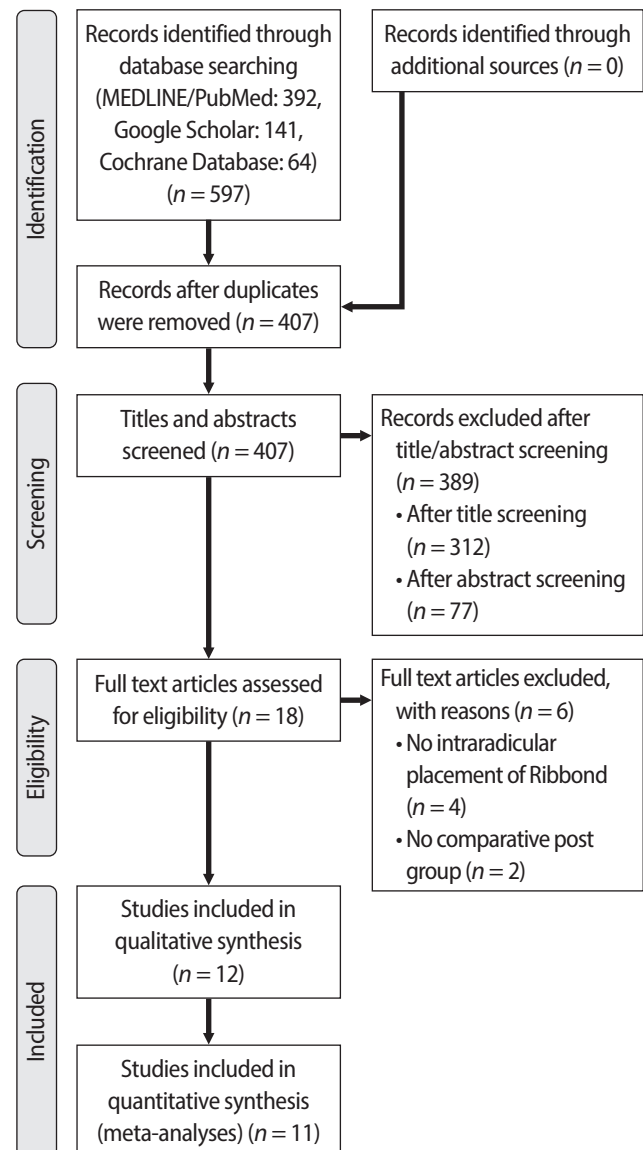 Identification
Records identified through
database searching
(MEDLINE/PubMed: 392,
Google Scholar: 141,
Cochrane Database: 64)
(n = 597)
Records identified through
additional sources (n = 0)
Records after duplicates
were removed (n = 407)
Screening
Titles and abstracts
screened (n = 407)
Records excluded after
title/abstract screening
(n = 389)
• After title screening
(n = 312)
• After abstract screening
(n = 77)
Eligibility
Full text articles assessed
for eligibility (n = 18)
Full text articles excluded,
with reasons (n = 6)
• No intraradicular
placement of Ribbond
(n = 4)
• No comparative post
group (n = 2)
Included
Studies included in
qualitative synthesis
(n = 12)
Studies included in
quantitative synthesis
(meta-analyses) (n = 11)